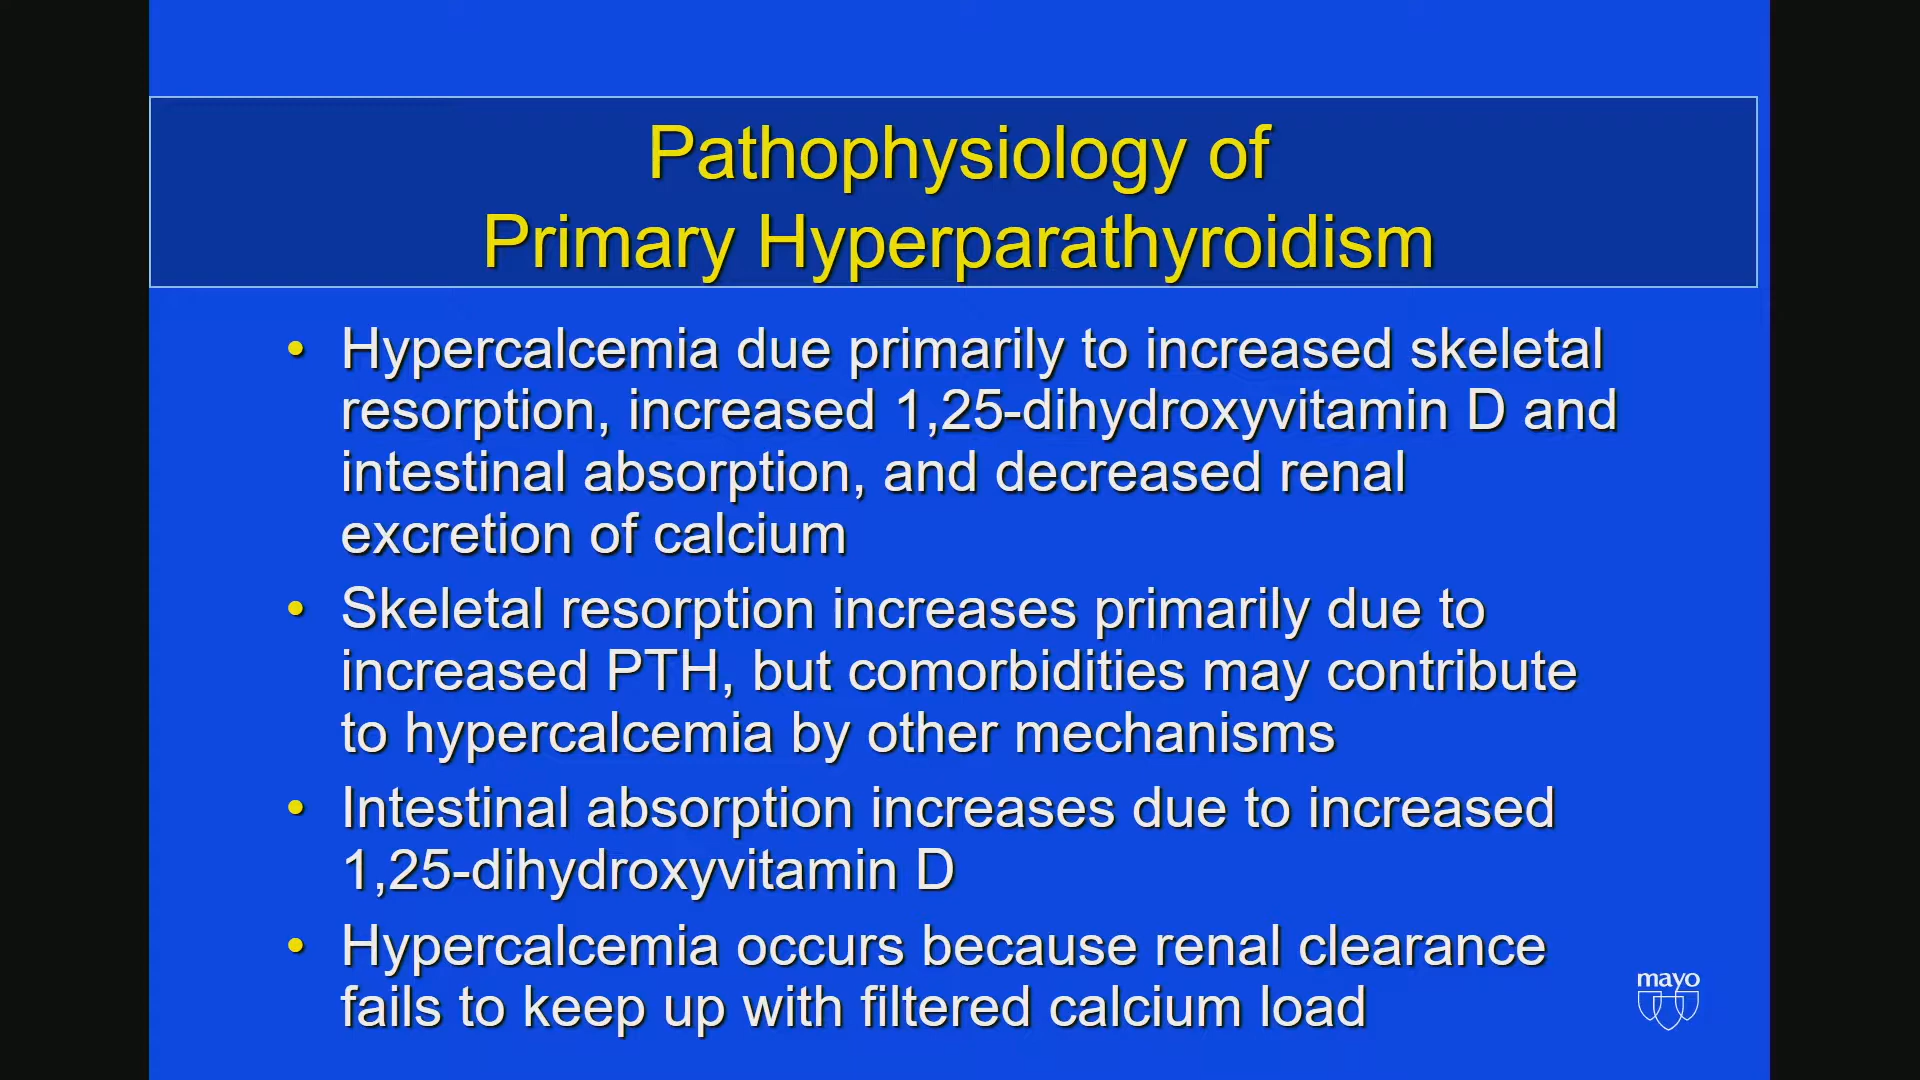 Pathophysiology of
Primary Hyperparathyroidism
• Hypercalcemia due primarily to increased skeletal
resorption, increased 1,25-dihydroxyvitamin D and
intestinal absorption, and decreased renal
excretion of calcium
• Skeletal resorption increases primarily due to
increased PTH, but comorbidities may contribute
to hypercalcemia by other mechanisms
• Intestinal absorption increases due to increased
1,25-dihydroxyvitamin D
• Hypercalcemia occurs because renal clearance
fails to keep up with filtered calcium load
mayo